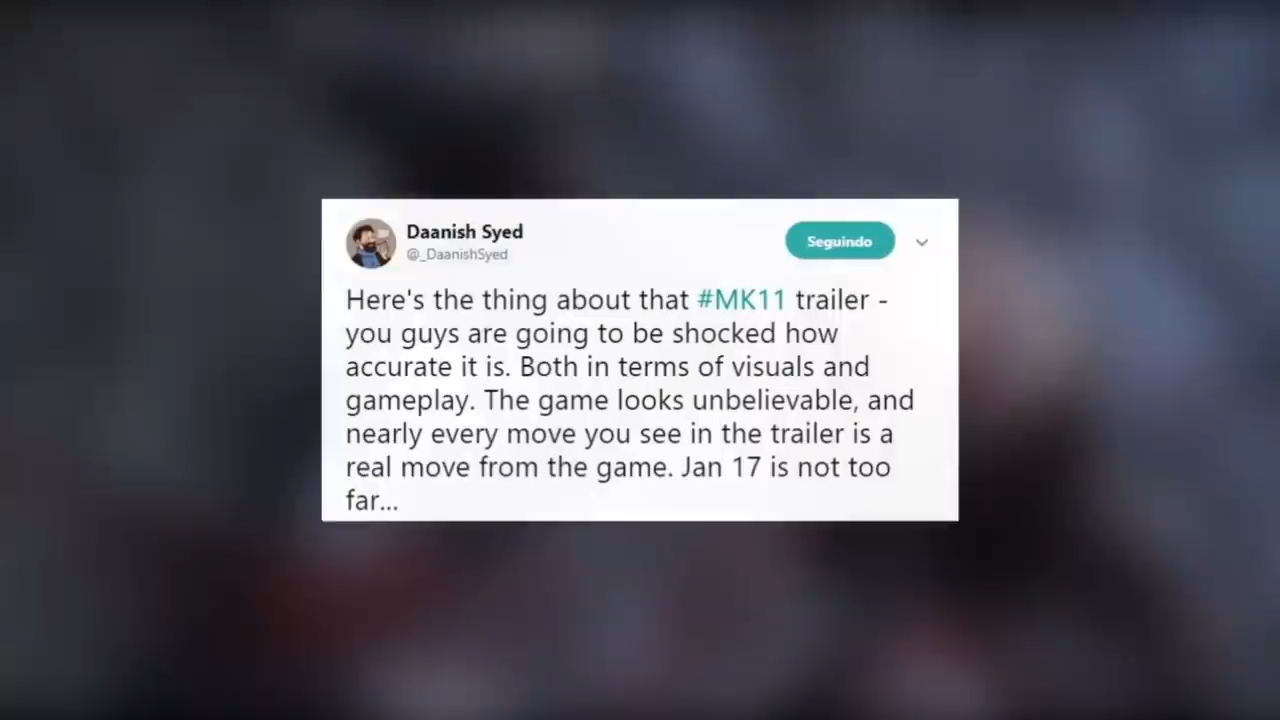 Daanish Syed
@_DaanishSyed
Seguindo
Here's the thing about that #MK11 trailer -
you guys are going to be shocked how
accurate it is. Both in terms of visuals and
gameplay. The game looks unbelievable, and
nearly every move you see in the trailer is a
real move from the game. Jan 17 is not too
far...